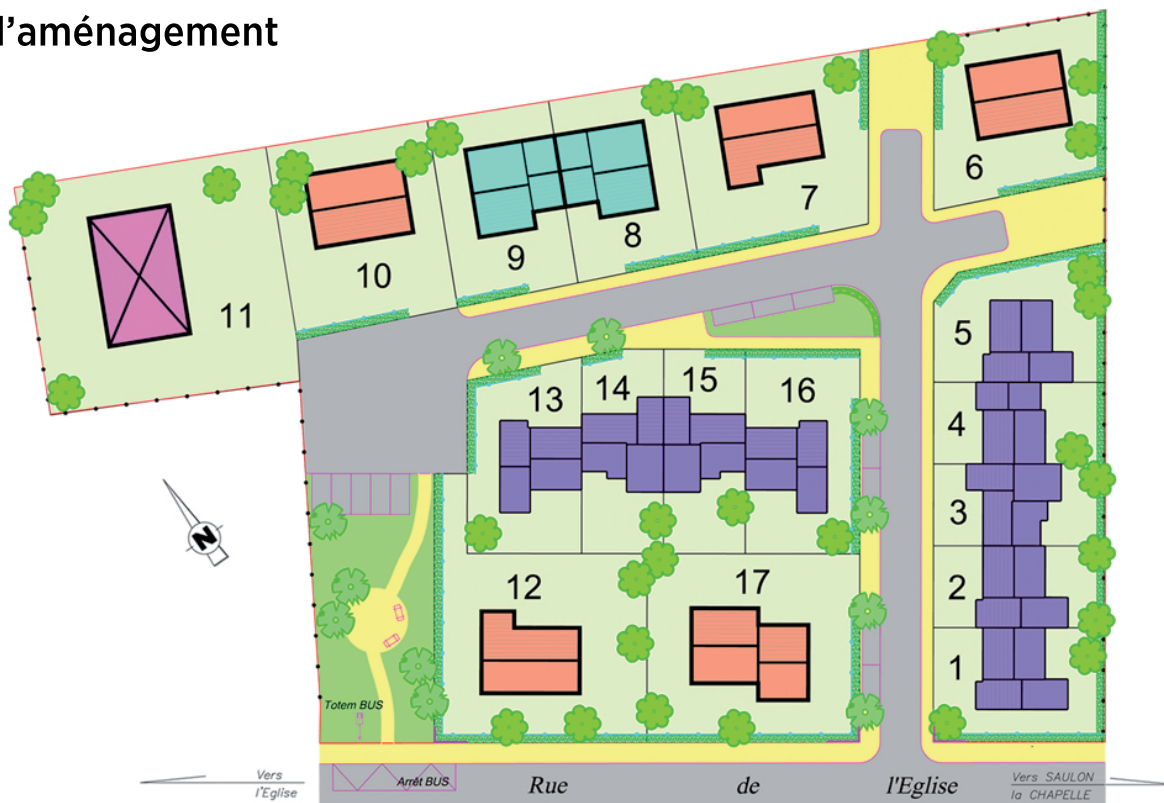 l'aménagement
6
7
8
9
10
11
5
13
14
15
16
4
3
N
12
17
2
1
Totem BUS
Vers
l'Eglise
Arrêt BUS
Rue de l'Eglise
Vers SAULON
la CHAPELLE